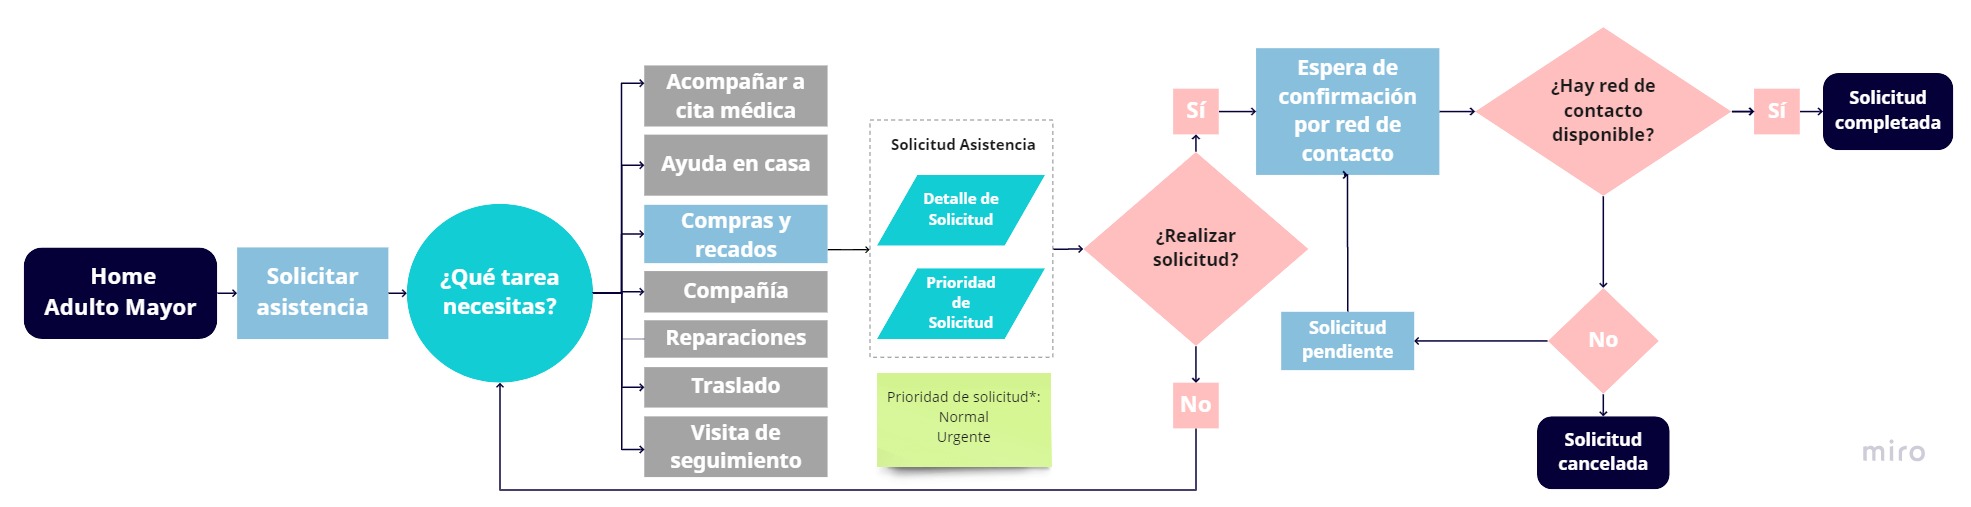 Home
Adulto Mayor
Solicitar
asistencia
¿Qué tarea
necesitas?
Acompañar a
cita médica
Ayuda en casa
Compras y
recados
Compañía
Reparaciones
Traslado
Visita de
seguimiento
Solicitud Asistencia
Detalle de
Solicitud
Prioridad
de
Solicitud
Prioridad de solicitud*:
Normal
Urgente
¿Realizar
solicitud?
Sí
No
Espera de
confirmación
por red de
contacto
¿Hay red de
contacto
disponible?
Sí
Solicitud
completada
No
Solicitud
pendiente
Solicitud
cancelada
miro